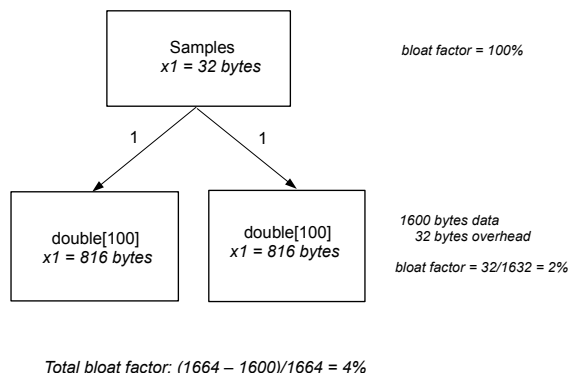 Samples
x1 = 32 bytes
bloat factor = 100%
1
1
double[100]
x1 = 816 bytes
double[100]
x1 = 816 bytes
1600 bytes data
32 bytes overhead
bloat factor = 32/1632 = 2%
Total bloat factor: (1664 – 1600)/1664 = 4%